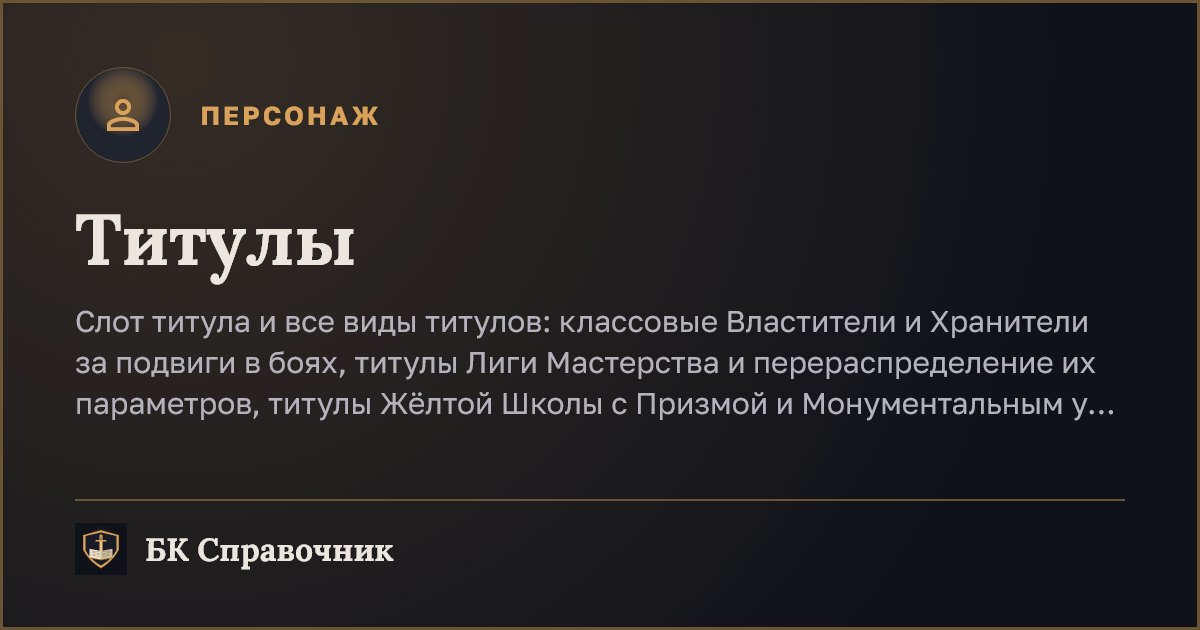 ПЕРСОНАЖ
Титулы
Слот титула и все виды титулов: классовые Властители и Хранители
за подвиги в боях, титулы Лиги Мастерства и перераспределение их
параметров, титулы Жёлтой Школы с Призмой и Монументальным у…
БК Справочник